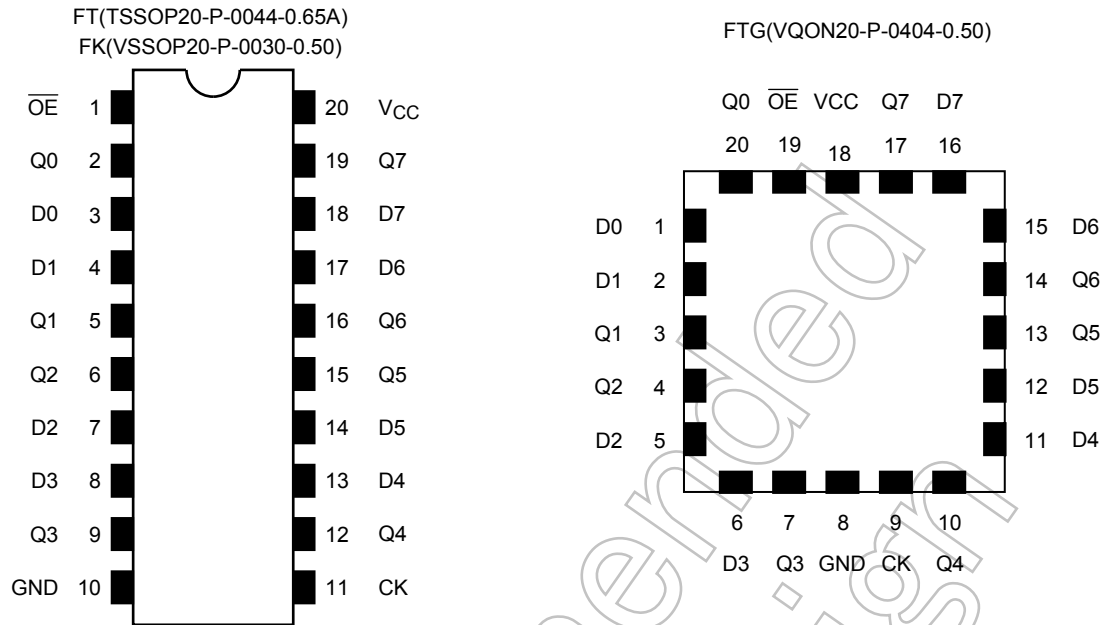 FT(TSSOP20-P-0044-0.65A)
FK(VSSOP20-P-0030-0.50)
OE 1 20 VCC
Q0 2 19 Q7
D0 3 18 D7
D1 4 17 D6
Q1 5 16 Q6
Q2 6 15 Q5
D2 7 14 D5
D3 8 13 D4
Q3 9 12 Q4
GND 10 11 CK
FTG(VQON20-P-0404-0.50)
Q0 OE VCC Q7 D7
20 19 18 17 16
D0 1 15 D6
D1 2 14 Q6
Q1 3 13 Q5
Q2 4 12 D5
D2 5 11 D4
6 7 8 9 10
D3 Q3 GND CK Q4